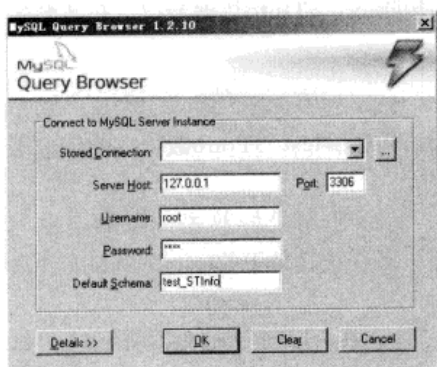 MySQL Query Browser 1.2.10
MySQL
Query Browser
Connect to MySQL Server Instance
Stored Connection:
...
Server Host: 127.0.0.1 Port: 3306
Username: root
Password: ****
Default Schema: test_STInfo
Details >> OK Clear Cancel